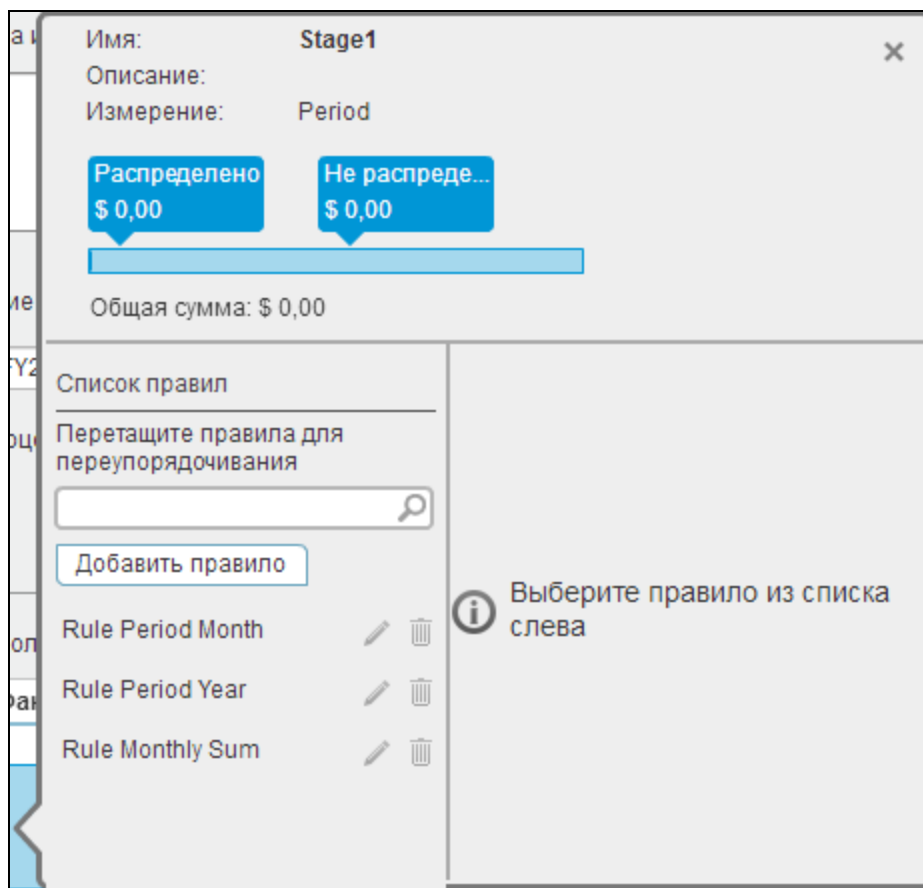 Имя: Stage1
Описание:
Измерение: Period
Распределено
$ 0,00
Не распреде...
$ 0,00
Общая сумма: $ 0,00
Список правил
Перетащите правила для
переупорядочивания
Добавить правило
Rule Period Month
Rule Period Year
Rule Monthly Sum
Выберите правило из списка
слева